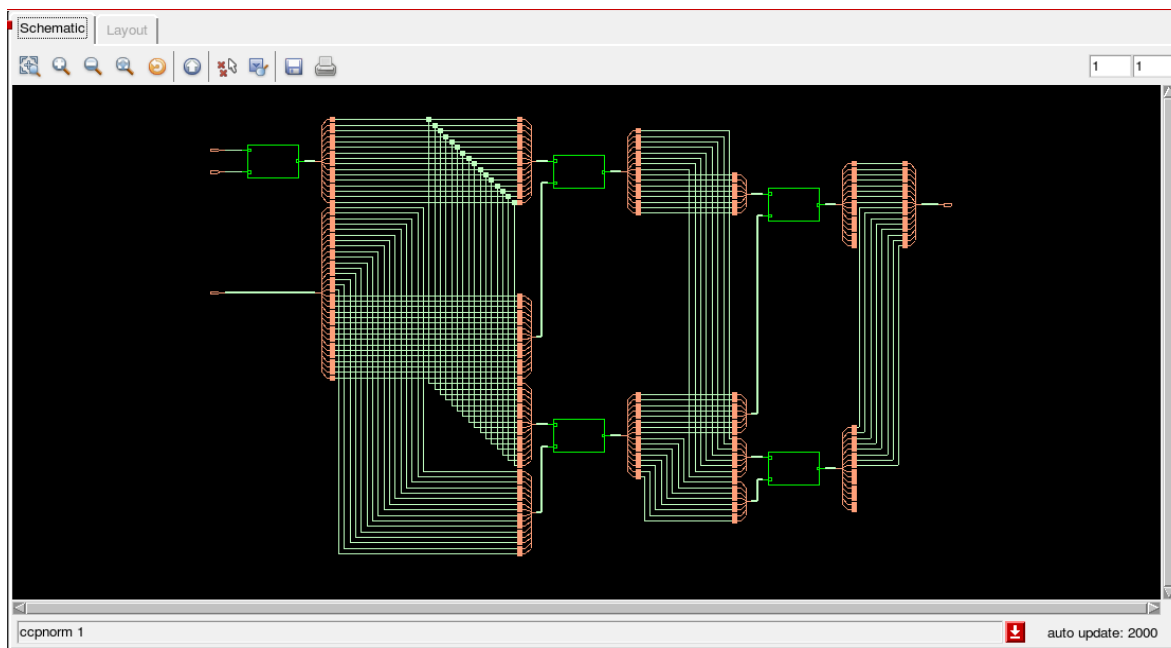 Schematic
Layout
1
1
ccpnorm 1
auto update: 2000